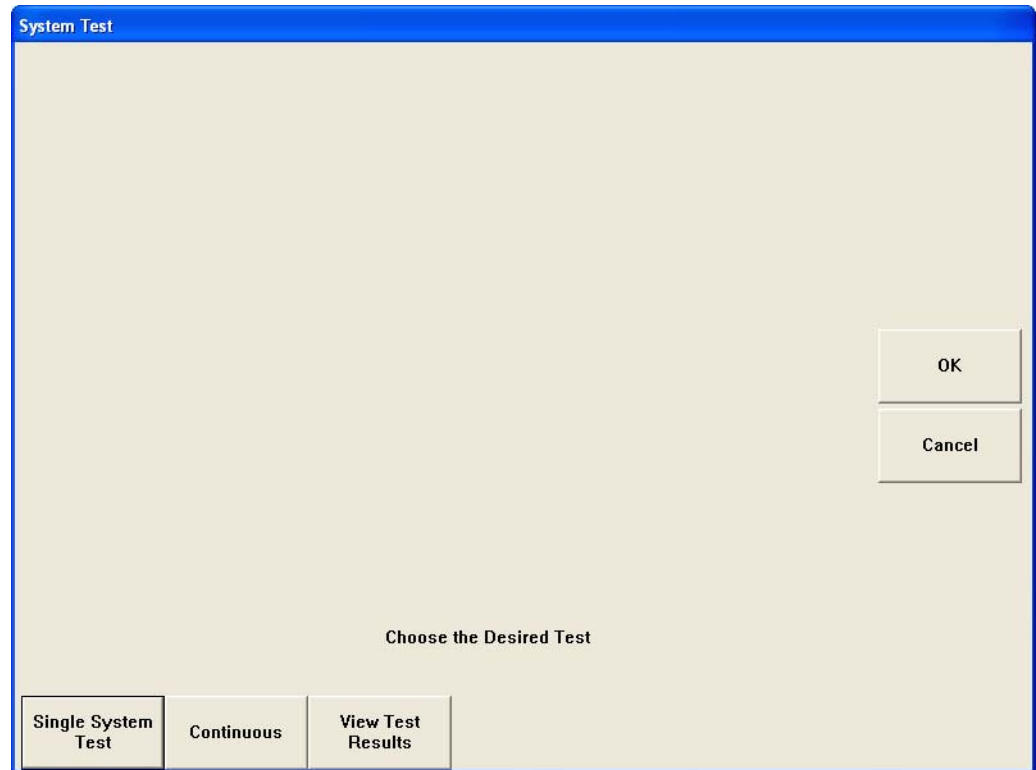 System Test
OK
Cancel
Choose the Desired Test
Single System
Test
Continuous
View Test
Results